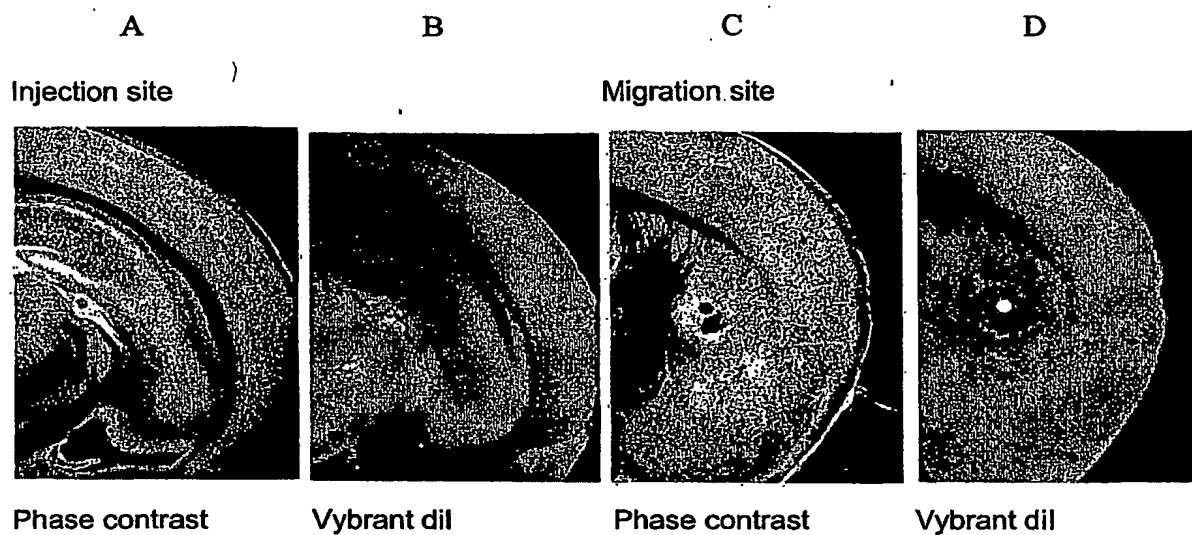 A B C D
Injection site Migration site
Phase contrast Vybrant dil Phase contrast Vybrant dil